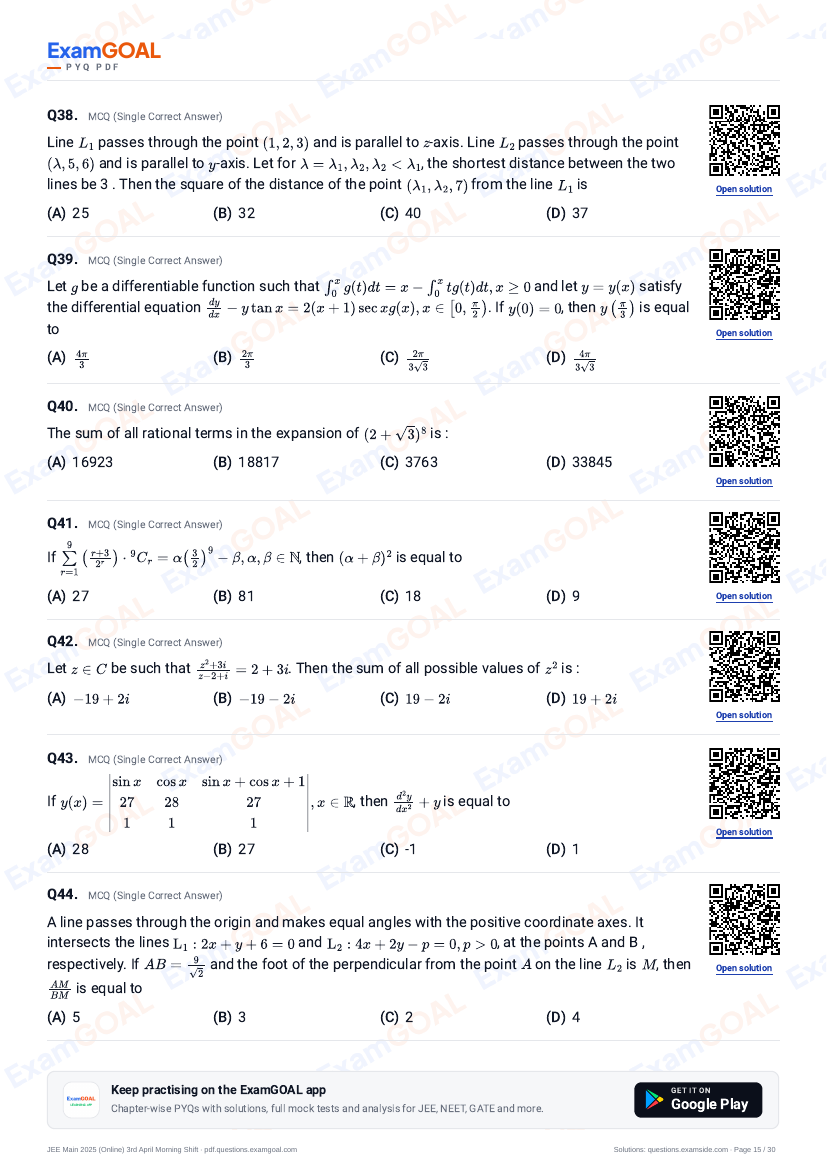 ExamGOAL
PYQ PDF
Q38. MCQ (Single Correct Answer)
Line L₁ passes through the point (1, 2, 3) and is parallel to z-axis. Line L₂ passes through the point
(λ, 5, 6) and is parallel to y-axis. Let for λ = λ₁, λ₂, λ₂ < λ₁, the shortest distance between the two
lines be 3 . Then the square of the distance of the point (λ₁, λ₂, 7) from the line L₁ is
(A) 25 (B) 32 (C) 40 (D) 37
Open solution
Q39. MCQ (Single Correct Answer)
Let g be a differentiable function such that ∫₀ˣ g(t)dt = x − ∫₀ˣ tg(t)dt, x ≥ 0 and let y = y(x) satisfy
the differential equation dy/dx − y tan x = 2(x + 1) sec xg(x), x ∈ [0, π/2). If y(0) = 0, then y (π/3) is equal
to
(A) 4π/3 (B) 2π/3 (C) 2π/(3√3) (D) 4π/(3√3)
Open solution
Q40. MCQ (Single Correct Answer)
The sum of all rational terms in the expansion of (2 + √3)⁸ is :
(A) 16923 (B) 18817 (C) 3763 (D) 33845
Open solution
Q41. MCQ (Single Correct Answer)
If ∑_{r=1}^{9} ((r+3)/2ʳ) · ⁹Cᵣ = α(3/2)⁹ − β, α, β ∈ ℕ, then (α + β)² is equal to
(A) 27 (B) 81 (C) 18 (D) 9
Open solution
Q42. MCQ (Single Correct Answer)
Let z ∈ C be such that (z²+3i)/(z−2+i) = 2 + 3i. Then the sum of all possible values of z² is :
(A) −19 + 2i (B) −19 − 2i (C) 19 − 2i (D) 19 + 2i
Open solution
Q43. MCQ (Single Correct Answer)
sin x cos x sin x + cos x + 1
If y(x) = | 27 28 27 |, x ∈ ℝ, then d²y/dx² + y is equal to
1 1 1
(A) 28 (B) 27 (C) -1 (D) 1
Open solution
Q44. MCQ (Single Correct Answer)
A line passes through the origin and makes equal angles with the positive coordinate axes. It
intersects the lines L₁ : 2x + y + 6 = 0 and L₂ : 4x + 2y − p = 0, p > 0, at the points A and B ,
respectively. If AB = 9/√2 and the foot of the perpendicular from the point A on the line L₂ is M, then
AM/BM is equal to
(A) 5 (B) 3 (C) 2 (D) 4
Open solution
ExamGOAL
Keep practising on the ExamGOAL app
Chapter-wise PYQs with solutions, full mock tests and analysis for JEE, NEET, GATE and more.
GET IT ON
Google Play
JEE Main 2025 (Online) 3rd April Morning Shift · pdf.questions.examgoal.com
Solutions: questions.examside.com · Page 15 / 30